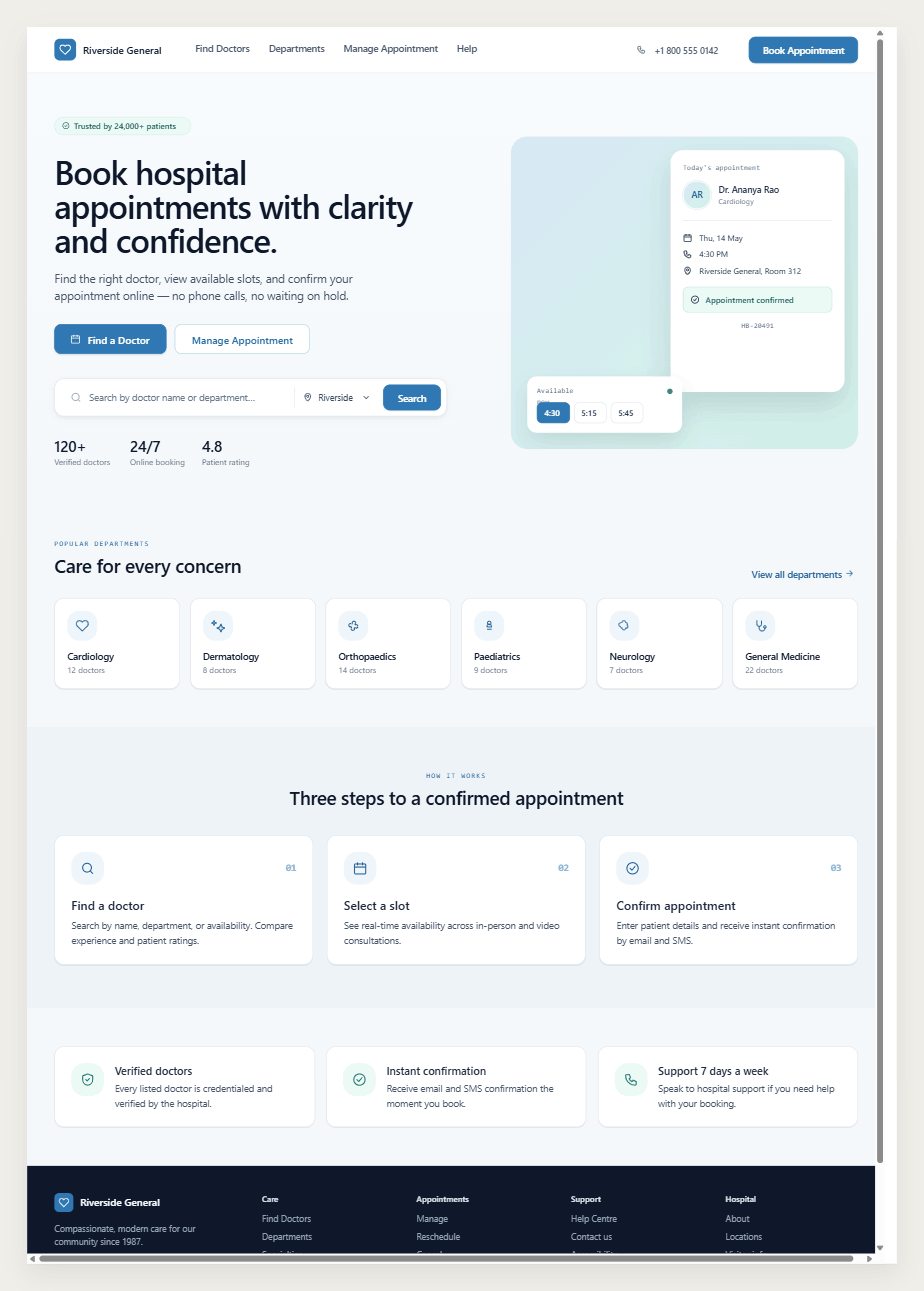 Riverside General
Find Doctors
Departments
Manage Appointment
Help
+1 800 555 0142
Book Appointment
Trusted by 24,000+ patients
Book hospital
appointments with clarity
and confidence.
Find the right doctor, view available slots, and confirm your
appointment online — no phone calls, no waiting on hold.
Find a Doctor
Manage Appointment
Search by doctor name or department...
Riverside
Search
120+
Verified doctors
24/7
Online booking
4.8
Patient rating
Today's appointment
AR
Dr. Ananya Rao
Cardiology
Thu, 14 May
4:30 PM
Riverside General, Room 312
Appointment confirmed
HB-20491
Available
4:30
5:15
5:45
POPULAR DEPARTMENTS
Care for every concern
View all departments →
Cardiology
12 doctors
Dermatology
8 doctors
Orthopaedics
14 doctors
Paediatrics
9 doctors
Neurology
7 doctors
General Medicine
22 doctors
HOW IT WORKS
Three steps to a confirmed appointment
01
Find a doctor
Search by name, department, or availability. Compare
experience and patient ratings.
02
Select a slot
See real-time availability across in-person and video
consultations.
03
Confirm appointment
Enter patient details and receive instant confirmation
by email and SMS.
Verified doctors
Every listed doctor is credentialed and
verified by the hospital.
Instant confirmation
Receive email and SMS confirmation the
moment you book.
Support 7 days a week
Speak to hospital support if you need help
with your booking.
Riverside General
Compassionate, modern care for our
community since 1987.
Care
Find Doctors
Departments
Appointments
Manage
Reschedule
Support
Help Centre
Contact us
Hospital
About
Locations